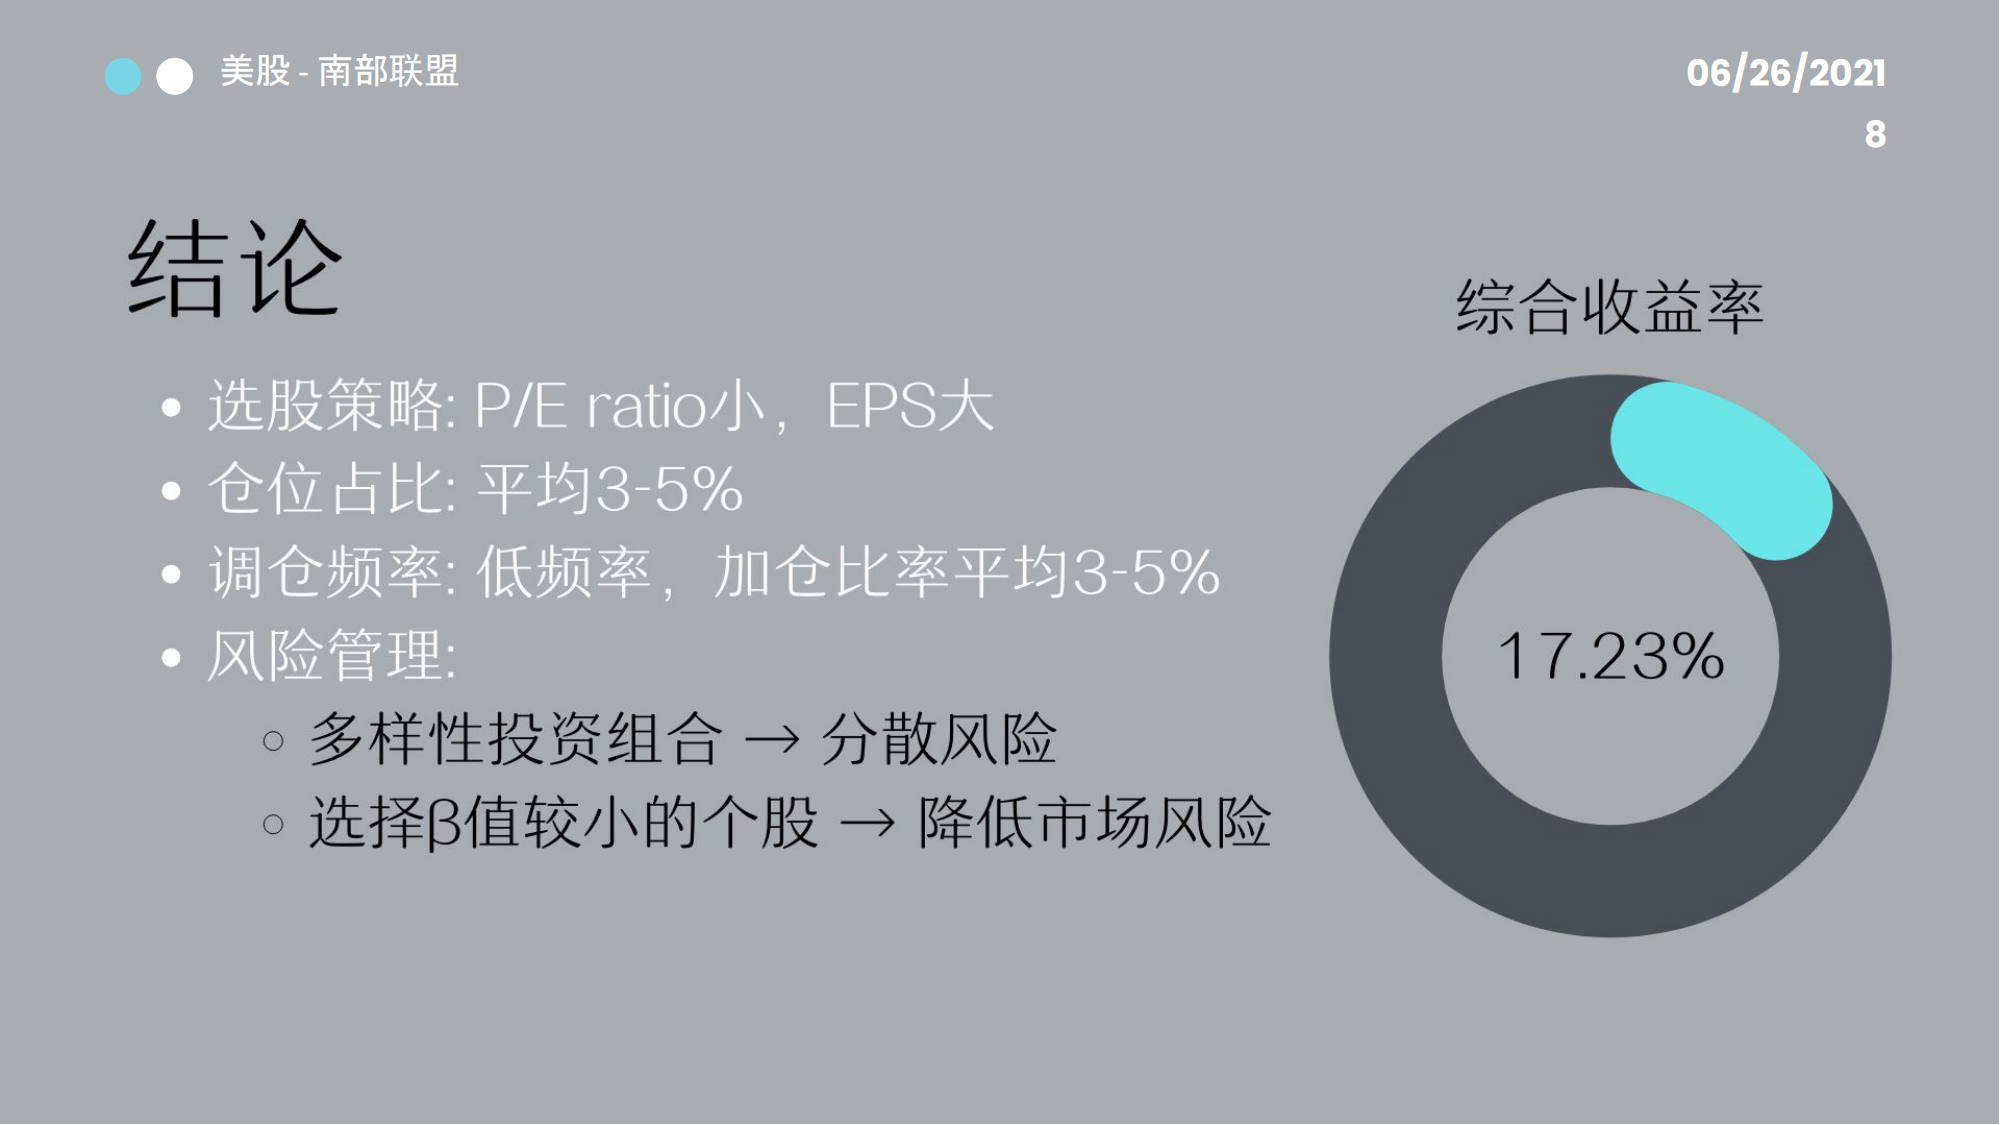 美股 - 南部联盟
06/26/2021
8
结论
• 选股策略: P/E ratio小，EPS大
• 仓位占比: 平均3-5%
• 调仓频率: 低频率，加仓比率平均3-5%
• 风险管理:
○ 多样性投资组合 → 分散风险
○ 选择β值较小的个股 → 降低市场风险
综合收益率
17.23%